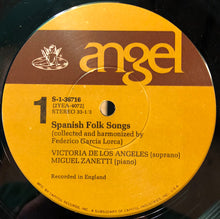 angel
S-1-36716
(2YEA-4072)
STEREO 33-1/3
1
Spanish Folk Songs
(collected and harmonized by
Federico Garcia Lorca)
VICTORIA DE LOS ANGELES (soprano)
MIGUEL ZANETTI (piano)
Recorded in England